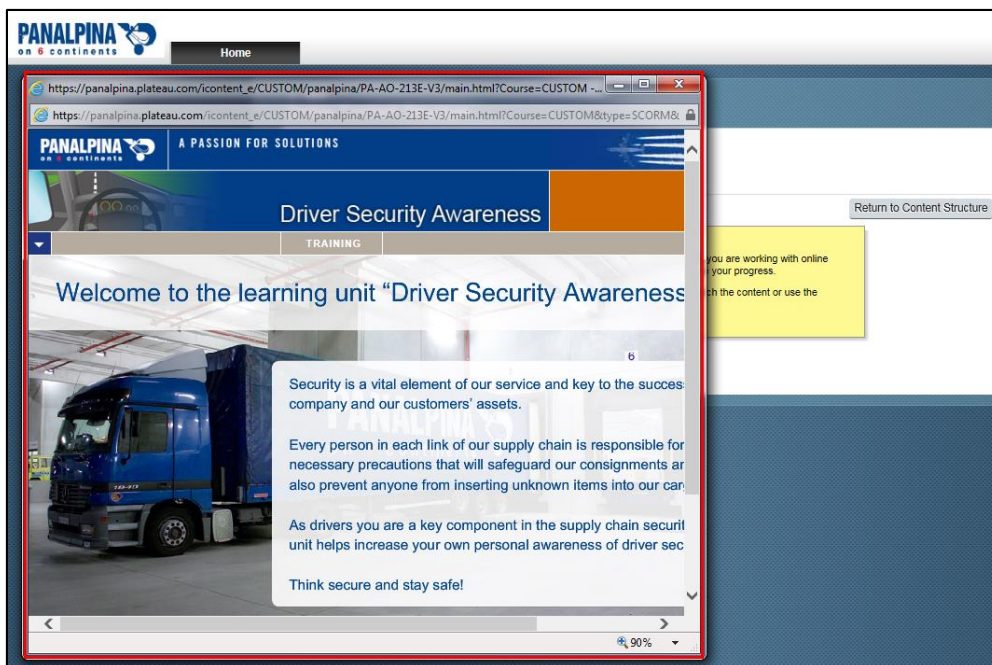 PANALPINA
on 6 continents
Home
https://panalpina.plateau.com/icontent_e/CUSTOM/panalpina/PA-AO-213E-V3/main.html?Course=CUSTOM -...
https://panalpina.plateau.com/icontent_e/CUSTOM/panalpina/PA-AO-213E-V3/main.html?Course=CUSTOM&type=SCORM&
PANALPINA
on 6 continents
A PASSION FOR SOLUTIONS
Driver Security Awareness
Return to Content Structure
TRAINING
you are working with online
your progress.
the content or use the
Welcome to the learning unit “Driver Security Awareness
6
Security is a vital element of our service and key to the success
company and our customers’ assets.
PANALPINA
Every person in each link of our supply chain is responsible for
necessary precautions that will safeguard our consignments
also prevent anyone from inserting unknown items into our
As drivers you are a key component in the supply chain
unit helps increase your own personal awareness of driver
Think secure and stay safe!
90%